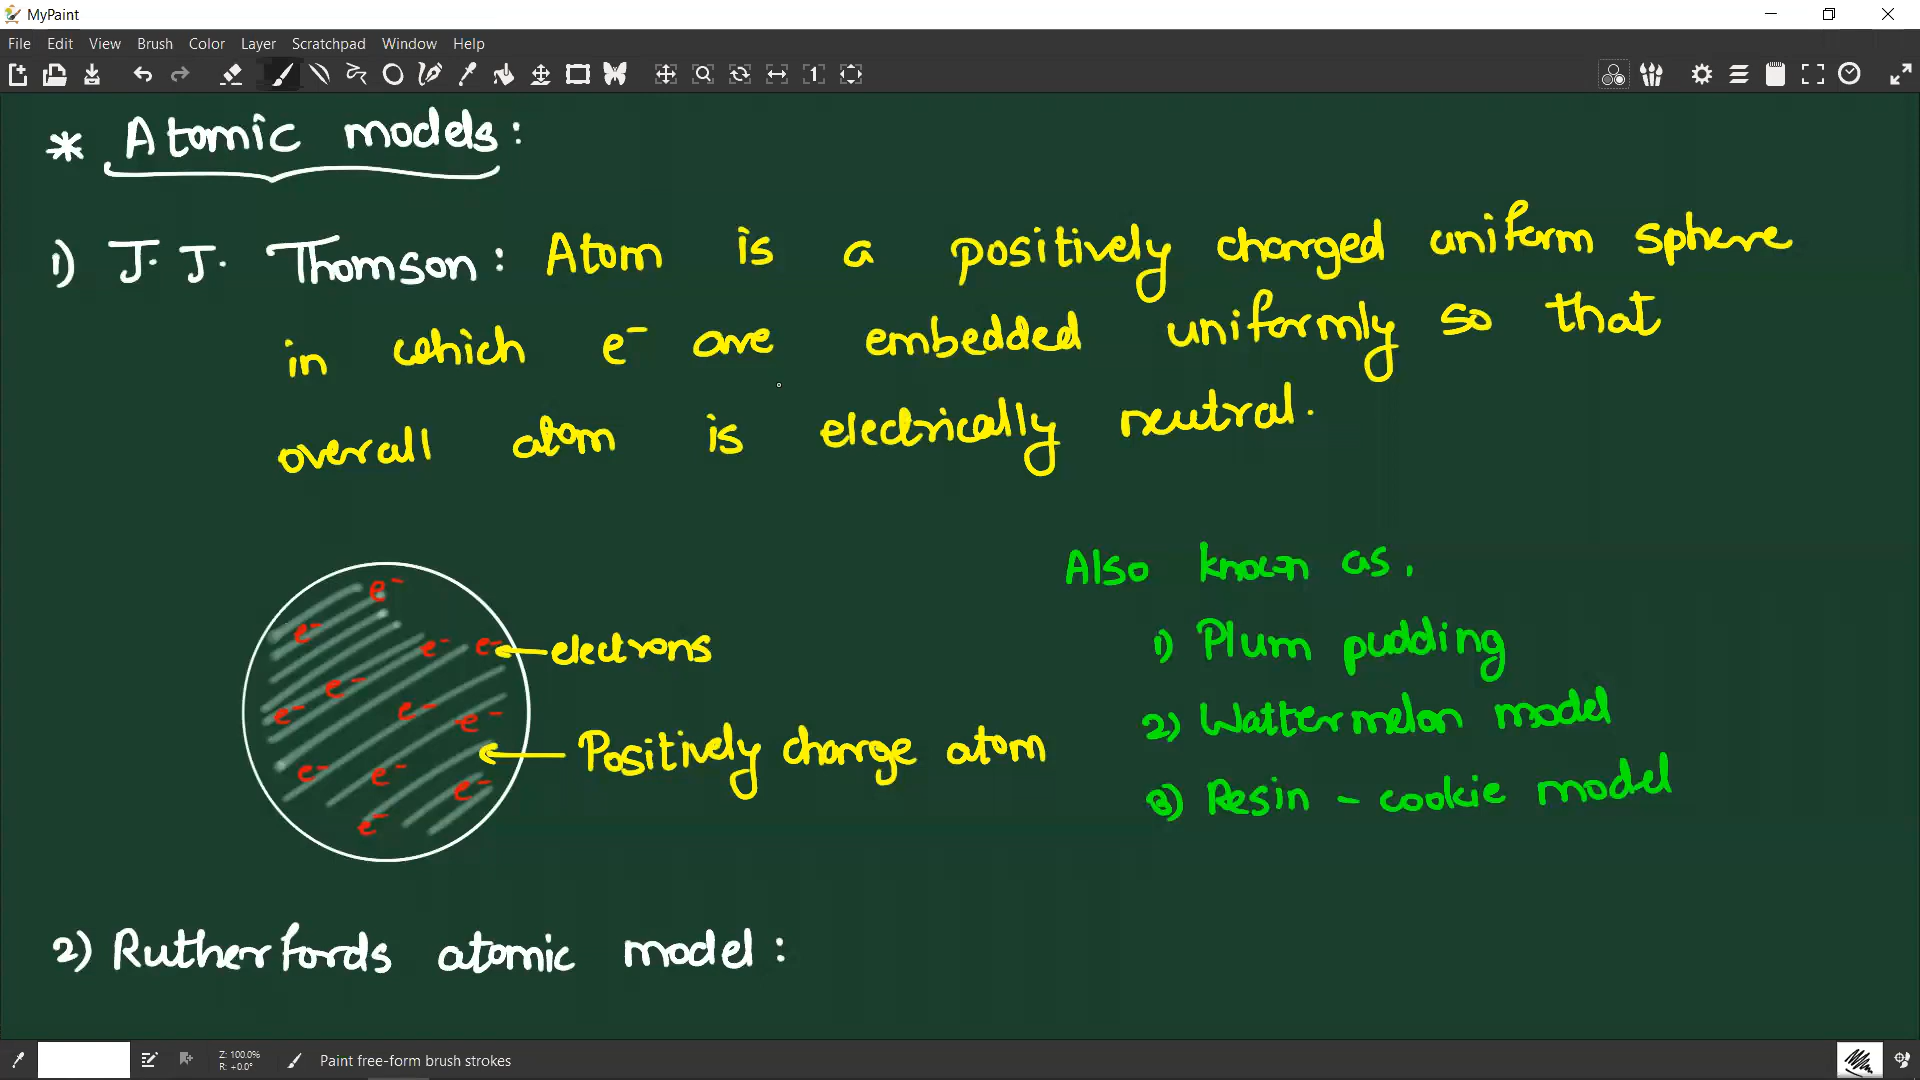 MyPaint
File Edit View Brush Color Layer Scratchpad Window Help
* Atomic models:
1) J. J. Thomson: Atom is a positively charged uniform sphere
in which e⁻ are embedded uniformly so that
overall atom is electrically neutral.
e⁻
e⁻
e⁻ e⁻ electrons
e⁻
e⁻ e⁻ e⁻
Positively charge atom
e⁻ e⁻ e⁻
e⁻
Also known as,
1) Plum pudding
2) Wattermelon model
3) Resin - cookie model
2) Rutherfords atomic model:
Z: 100.0%
R: +0.0°
Paint free-form brush strokes